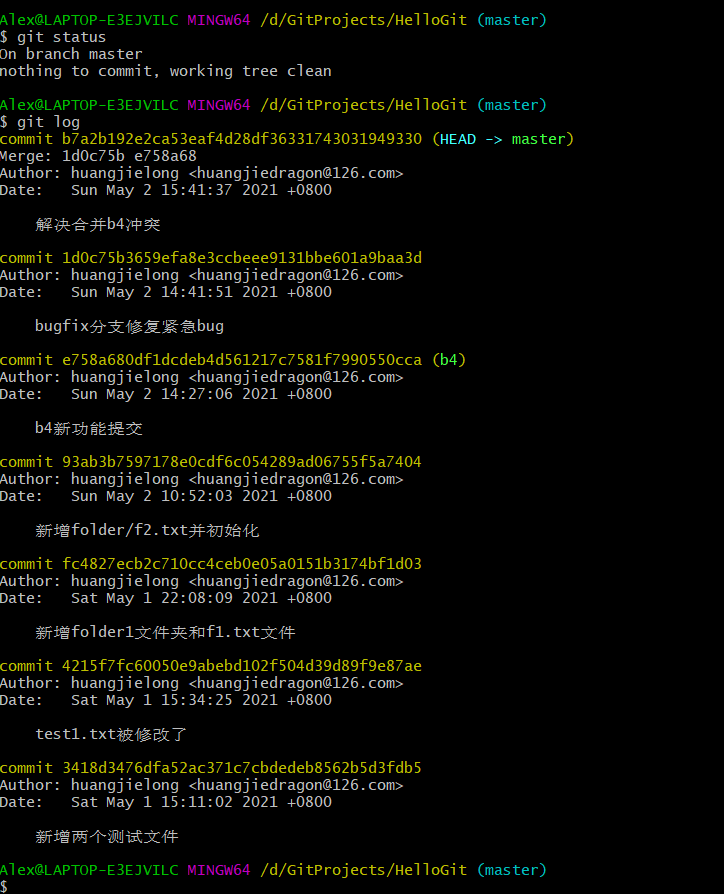 Alex@LAPTOP-E3EJVILC MINGW64 /d/GitProjects/HelloGit (master)
$ git status
On branch master
nothing to commit, working tree clean
Alex@LAPTOP-E3EJVILC MINGW64 /d/GitProjects/HelloGit (master)
$ git log
commit b7a2b192e2ca53eaf4d28df36331743031949330 (HEAD -> master)
Merge: 1d0c75b e758a68
Author: huangjielong <huangjiedragon@126.com>
Date:   Sun May 2 15:41:37 2021 +0800
解决合并b4冲突
commit 1d0c75b3659efa8e3ccbeee9131bbe601a9baa3d
Author: huangjielong <huangjiedragon@126.com>
Date:   Sun May 2 14:41:51 2021 +0800
bugfix分支修复紧急bug
commit e758a680df1dcdeb4d561217c7581f7990550cca (b4)
Author: huangjielong <huangjiedragon@126.com>
Date:   Sun May 2 14:27:06 2021 +0800
b4新功能提交
commit 93ab3b7597178e0cdf6c054289ad06755f5a7404
Author: huangjielong <huangjiedragon@126.com>
Date:   Sun May 2 10:52:03 2021 +0800
新增folder/f2.txt并初始化
commit fc4827ecb2c710cc4ceb0e05a0151b3174bf1d03
Author: huangjielong <huangjiedragon@126.com>
Date:   Sat May 1 22:08:09 2021 +0800
新增folder1文件夹和f1.txt文件
commit 4215f7fc60050e9abebd102f504d39d89f9e87ae
Author: huangjielong <huangjiedragon@126.com>
Date:   Sat May 1 15:34:25 2021 +0800
test1.txt被修改了
commit 3418d3476dfa52ac371c7cbdedeb8562b5d3fdb5
Author: huangjielong <huangjiedragon@126.com>
Date:   Sat May 1 15:11:02 2021 +0800
新增两个测试文件
Alex@LAPTOP-E3EJVILC MINGW64 /d/GitProjects/HelloGit (master)
$